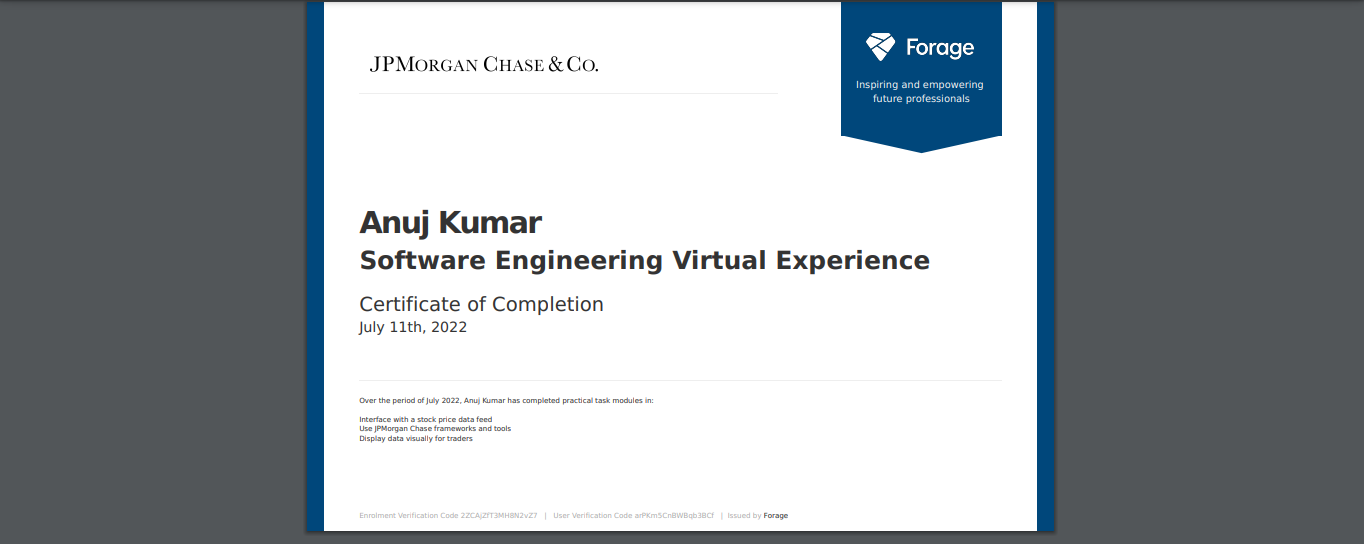 JPMORGAN CHASE & CO.
Forage
Inspiring and empowering
future professionals
Anuj Kumar
Software Engineering Virtual Experience
Certificate of Completion
July 11th, 2022
Over the period of July 2022, Anuj Kumar has completed practical task modules in:
Interface with a stock price data feed
Use JPMorgan Chase frameworks and tools
Display data visually for traders
Enrolment Verification Code 2ZCAJZfT3MH8N2vZ7 | User Verification Code arPKm5CnBWBqb3BCf | Issued by Forage